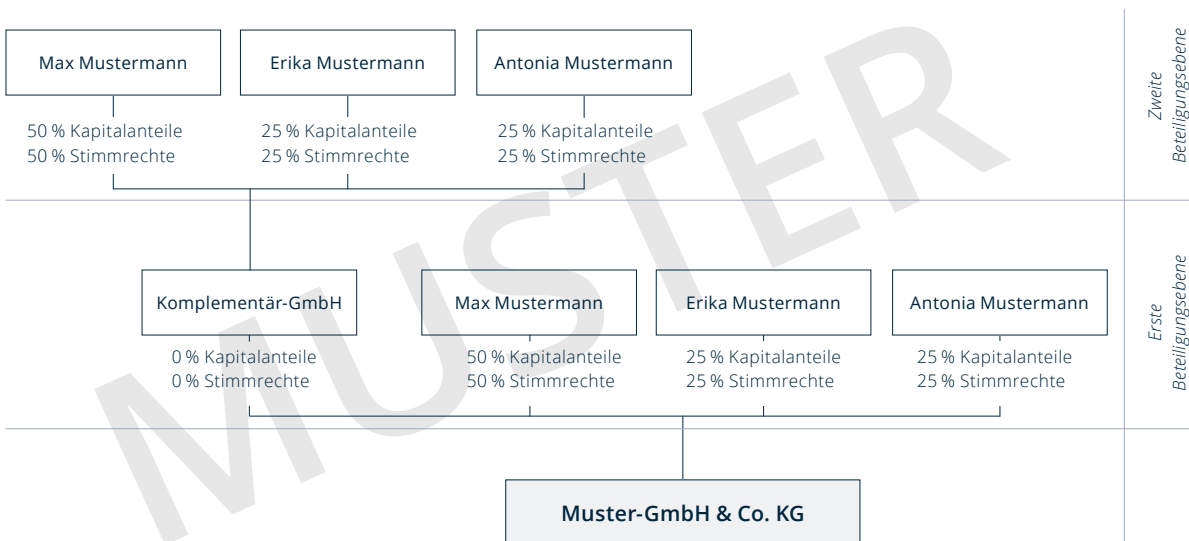 Max Mustermann
Erika Mustermann
Antonia Mustermann
50 % Kapitalanteile
50 % Stimmrechte
25 % Kapitalanteile
25 % Stimmrechte
25 % Kapitalanteile
25 % Stimmrechte
Zweite
Beteiligungsebene
Komplementär-GmbH
Max Mustermann
Erika Mustermann
Antonia Mustermann
0 % Kapitalanteile
0 % Stimmrechte
50 % Kapitalanteile
50 % Stimmrechte
25 % Kapitalanteile
25 % Stimmrechte
25 % Kapitalanteile
25 % Stimmrechte
Erste
Beteiligungsebene
Muster-GmbH & Co. KG
MUSTER